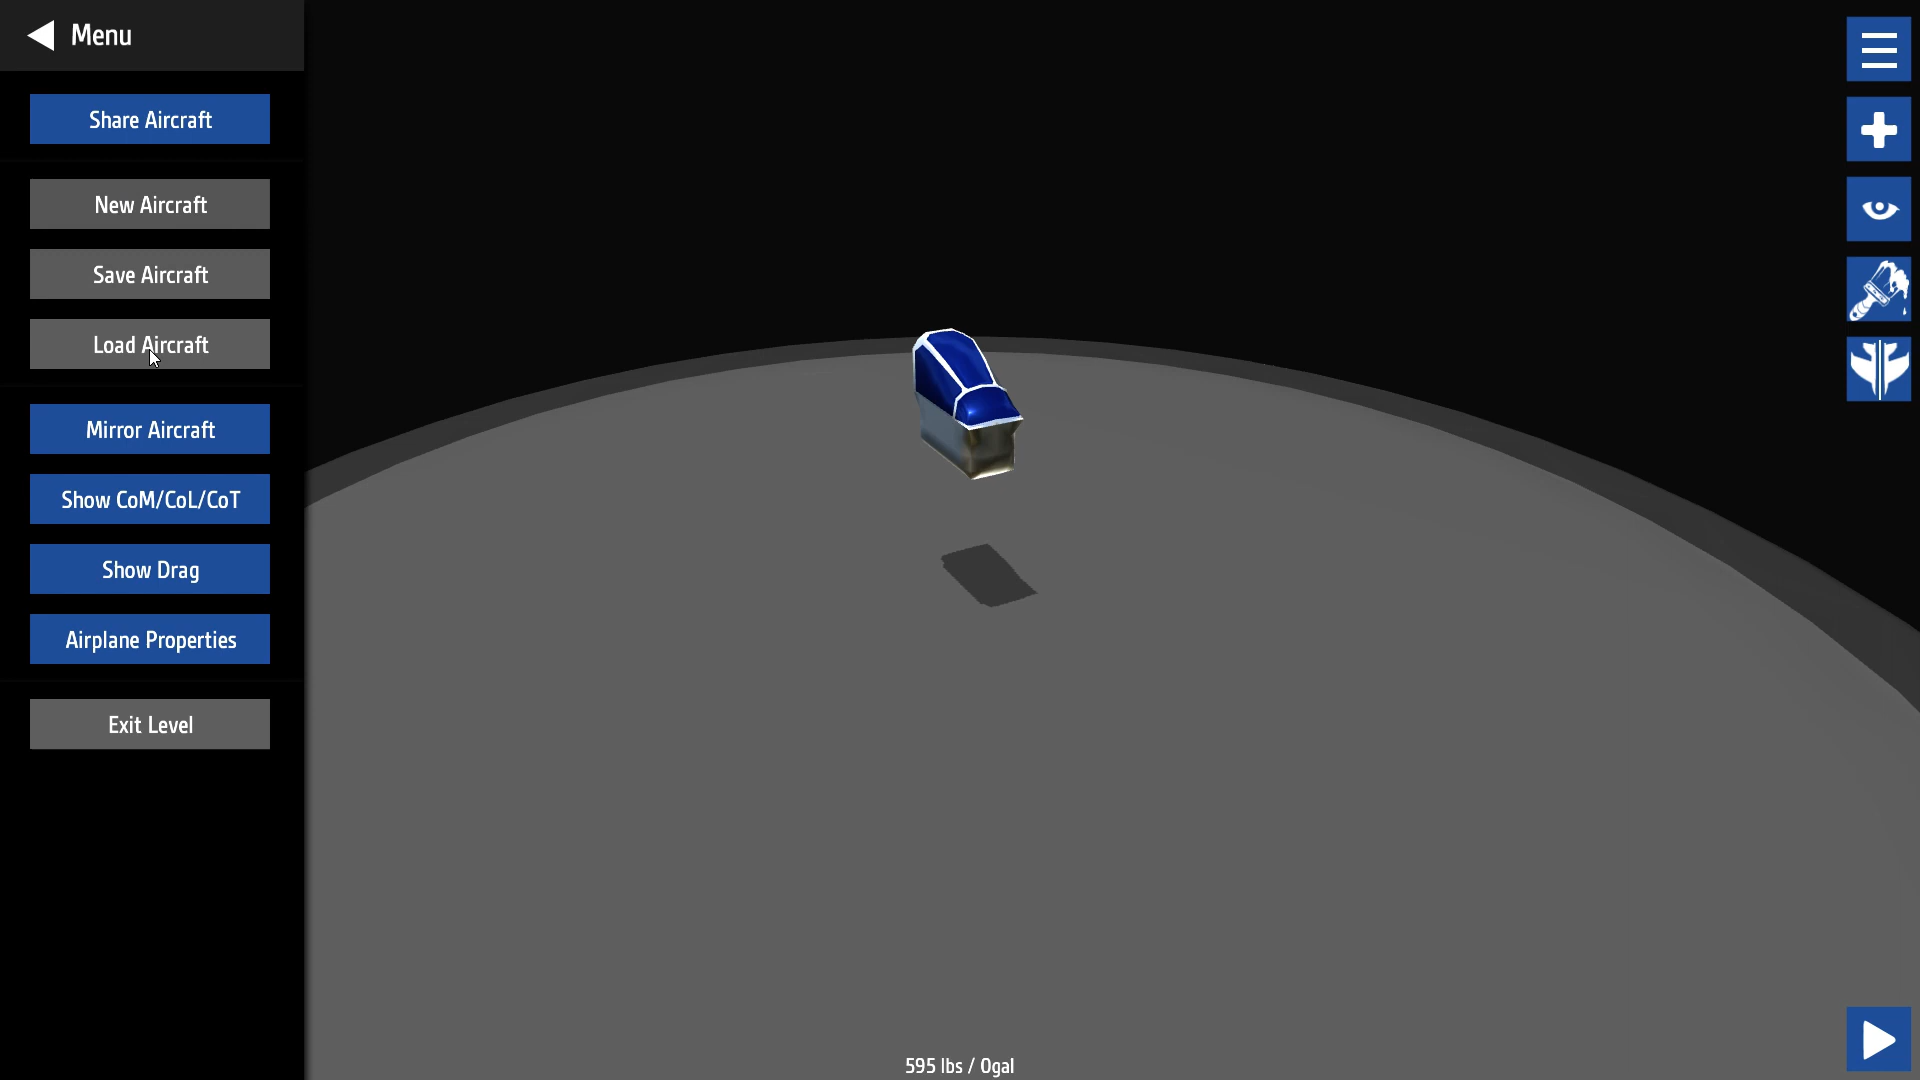 Menu
Share Aircraft
New Aircraft
Save Aircraft
Load Aircraft
Mirror Aircraft
Show CoM/CoL/CoT
Show Drag
Airplane Properties
Exit Level
595 lbs / 0gal